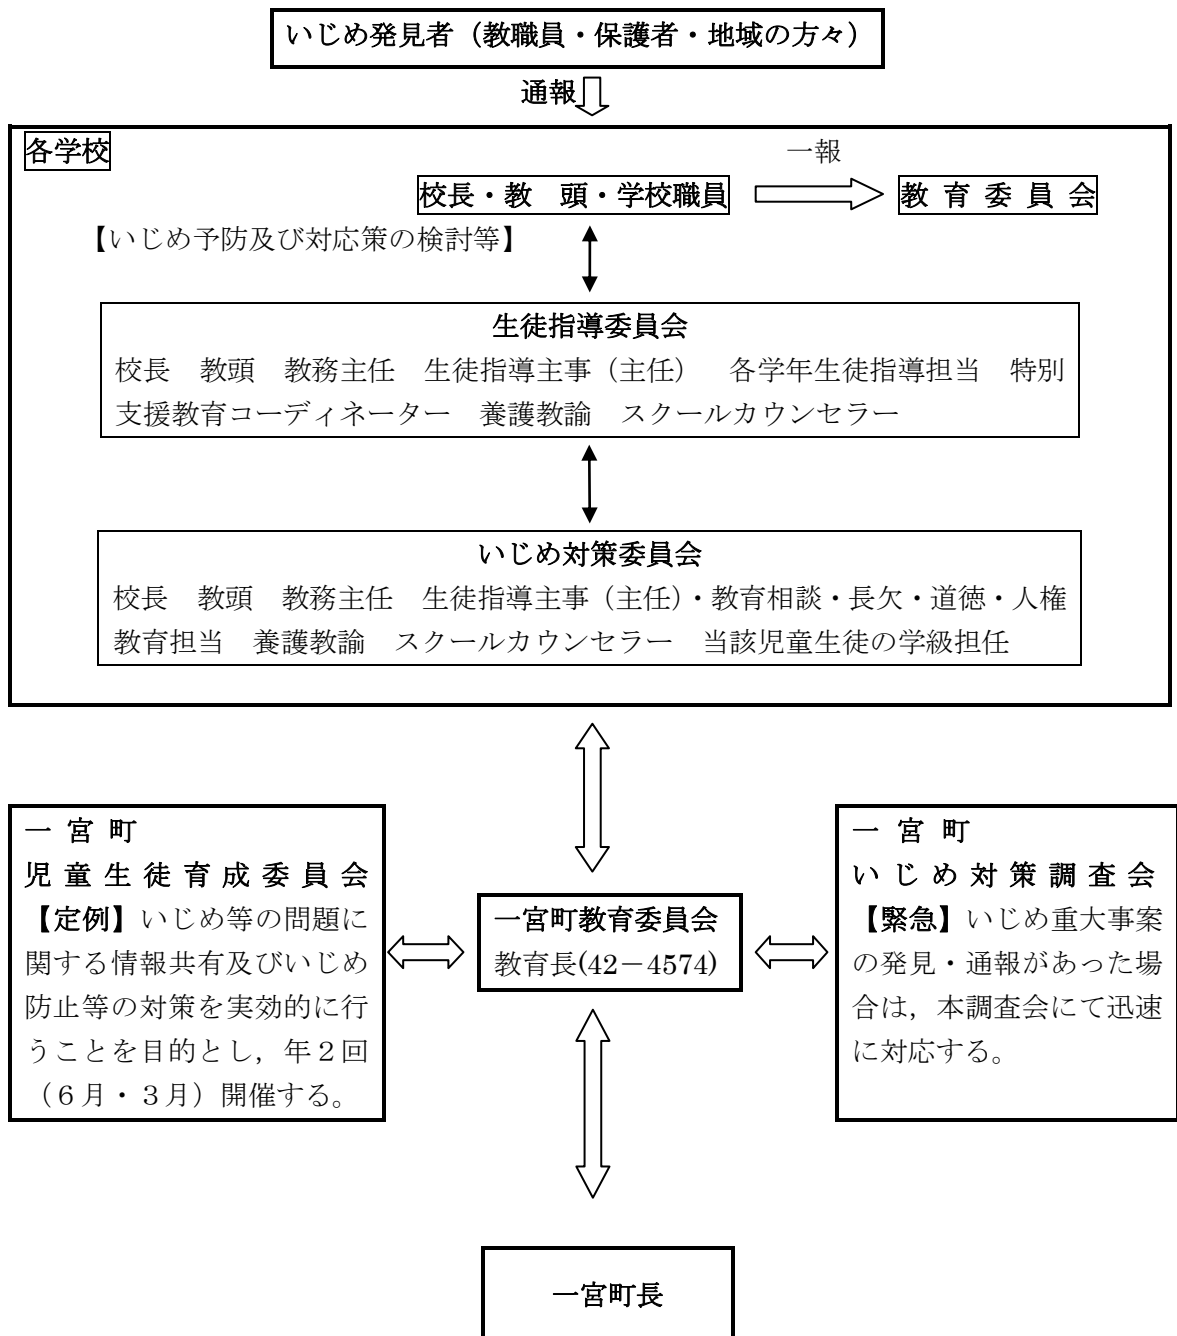 いじめ発見者（教職員・保護者・地域の方々）
通報
各学校
一報
校長・教　頭・学校職員
教 育 委 員 会
【いじめ予防及び対応策の検討等】
生徒指導委員会
校長　教頭　教務主任　生徒指導主事（主任）　各学年生徒指導担当　特別
支援教育コーディネーター　養護教諭　スクールカウンセラー
いじめ対策委員会
校長　教頭　教務主任　生徒指導主事（主任）・教育相談・長欠・道徳・人権
教育担当　養護教諭　スクールカウンセラー　当該児童生徒の学級担任
一 宮 町
児 童 生 徒 育 成 委 員 会
【定例】いじめ等の問題に
関する情報共有及びいじめ
防止等の対策を実効的に行
うことを目的とし，年２回
（６月・３月）開催する。
一宮町教育委員会
教育長(42－4574)
一 宮 町
い じ め 対 策 調 査 会
【緊急】いじめ重大事案
の発見・通報があった場
合は，本調査会にて迅速
に対応する。
一宮町長